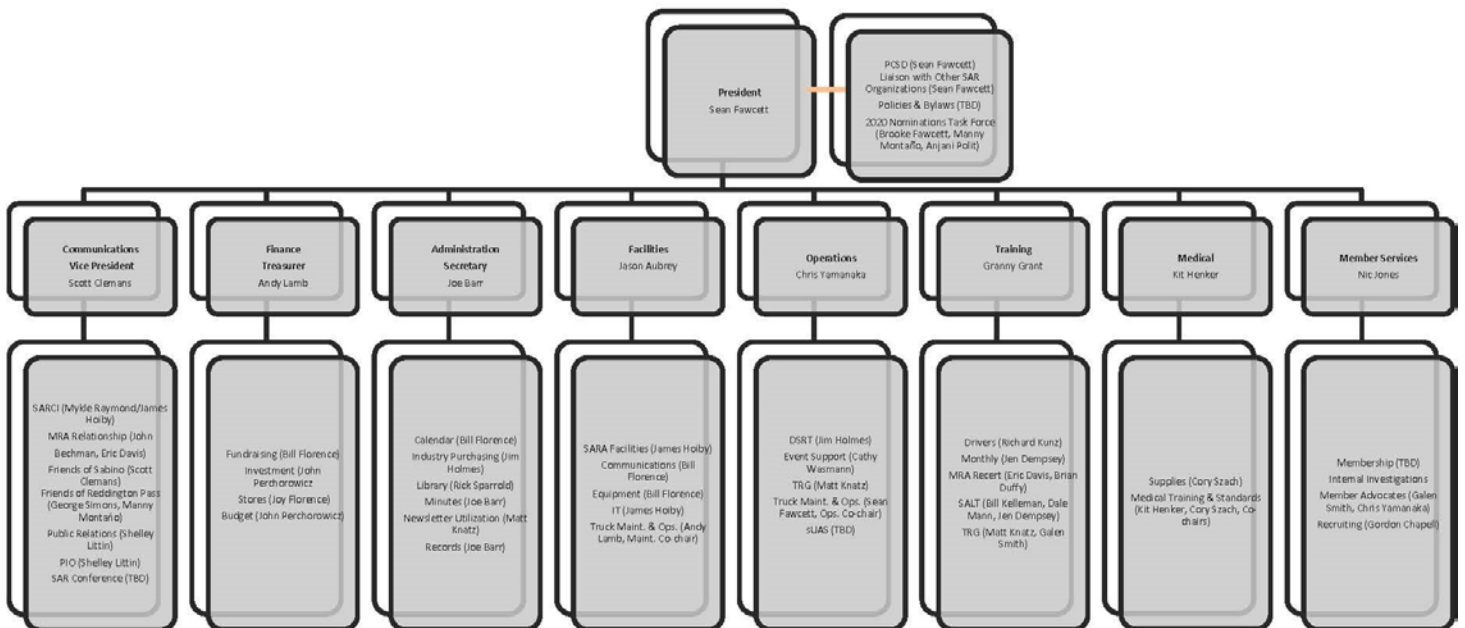 President
Sean Fawcett
PCSD (Sean Fawcett)
Liaison with Other SAR
Organizations (Sean Fawcett)
Policies & Bylaws (TBD)
2020 Nominations Task Force
(Brooke Fawcett, Manny
Montaño, Anjani Polit)
Communications
Vice President
Scott Clemans
Finance
Treasurer
Andy Lamb
Administration
Secretary
Joe Barr
Facilities
Jason Aubrey
Operations
Chris Yamanaka
Training
Granny Grant
Medical
Kit Henker
Member Services
Nic Jones
SARCI (Mykle Raymond/James
Hoiby)
MRA Relationship (John
Bechman, Eric Davis)
Friends of Sabino (Scott
Clemans)
Friends of Reddington Pass
(George Simons, Manny
Montaño)
Public Relations (Shelley
Littin)
PIO (Shelley Littin)
SAR Conference (TBD)
Fundraising (Bill Florence)
Investment (John
Perchorowicz
Stores (Joy Florence)
Budget (John Perchorowicz)
Calendar (Bill Florence)
Industry Purchasing (Jim
Holmes)
Library (Rick Sparrold)
Minutes (Joe Barr)
Newsletter Utilization (Matt
Knatz)
Records (Joe Barr)
SARA Facilities (James Hoiby)
Communications (Bill
Florence)
Equipment (Bill Florence)
IT (James Hoiby)
Truck Maint. & Ops. (Andy
Lamb, Maint. Co-chair)
DSRT (Jim Holmes)
Event Support (Cathy
Wasmann)
TRG (Matt Knatz)
Truck Maint. & Ops. (Sean
Fawcett, Ops. Co-chair)
sUAS (TBD)
Drivers (Richard Kunz)
Monthly (Jen Dempsey)
MRA Recert (Eric Davis, Brian
Duffy)
SALT (Bill Kelleman, Dale
Mann, Jen Dempsey)
TRG (Matt Knatz, Galen
Smith)
Supplies (Cory Szach)
Medical Training & Standards
(Kit Henker, Cory Szach, Co-
chairs)
Membership (TBD)
Internal Investigations
Member Advocates (Galen
Smith, Chris Yamanaka)
Recruiting (Gordon Chapell)